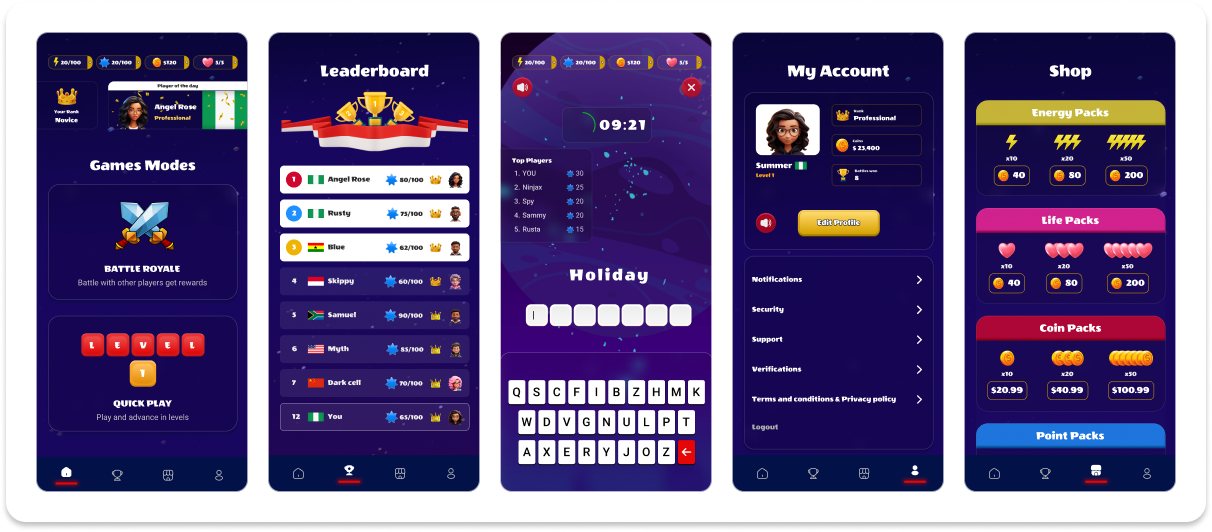 20/100 20/100 $120 5/5
Player of the day
Your Rank
Novice
Angel Rose
Professional
Games Modes
BATTLE ROYALE
Battle with other players get rewards
L E V E L
1
QUICK PLAY
Play and advance in levels
Leaderboard
1
1 Angel Rose 80/100
2 Rusty 75/100
3 Blue 62/100
4 Skippy 60/100
5 Samuel 90/100
6 Myth 85/100
7 Dark cell 70/100
12 You 65/100
20/100 20/100 $120 5/5
09:21
Top Players
1. YOU 30
2. Ninjax 25
3. Spy 20
4. Sammy 20
5. Rusta 15
Holiday
Q S C F I B Z H M K
W D V G N U L P T
A X E R Y J O Z
My Account
Rank
Professional
Coins
$ 23,400
Battles won
8
Summer
Level 1
Edit Profile
Notifications
Security
Support
Verifications
Terms and conditions & Privacy policy
Logout
Shop
Energy Packs
x10 x20 x50
40 80 200
Life Packs
x10 x20 x50
40 80 200
Coin Packs
x10 x20 x50
$20.99 $40.99 $100.99
Point Packs